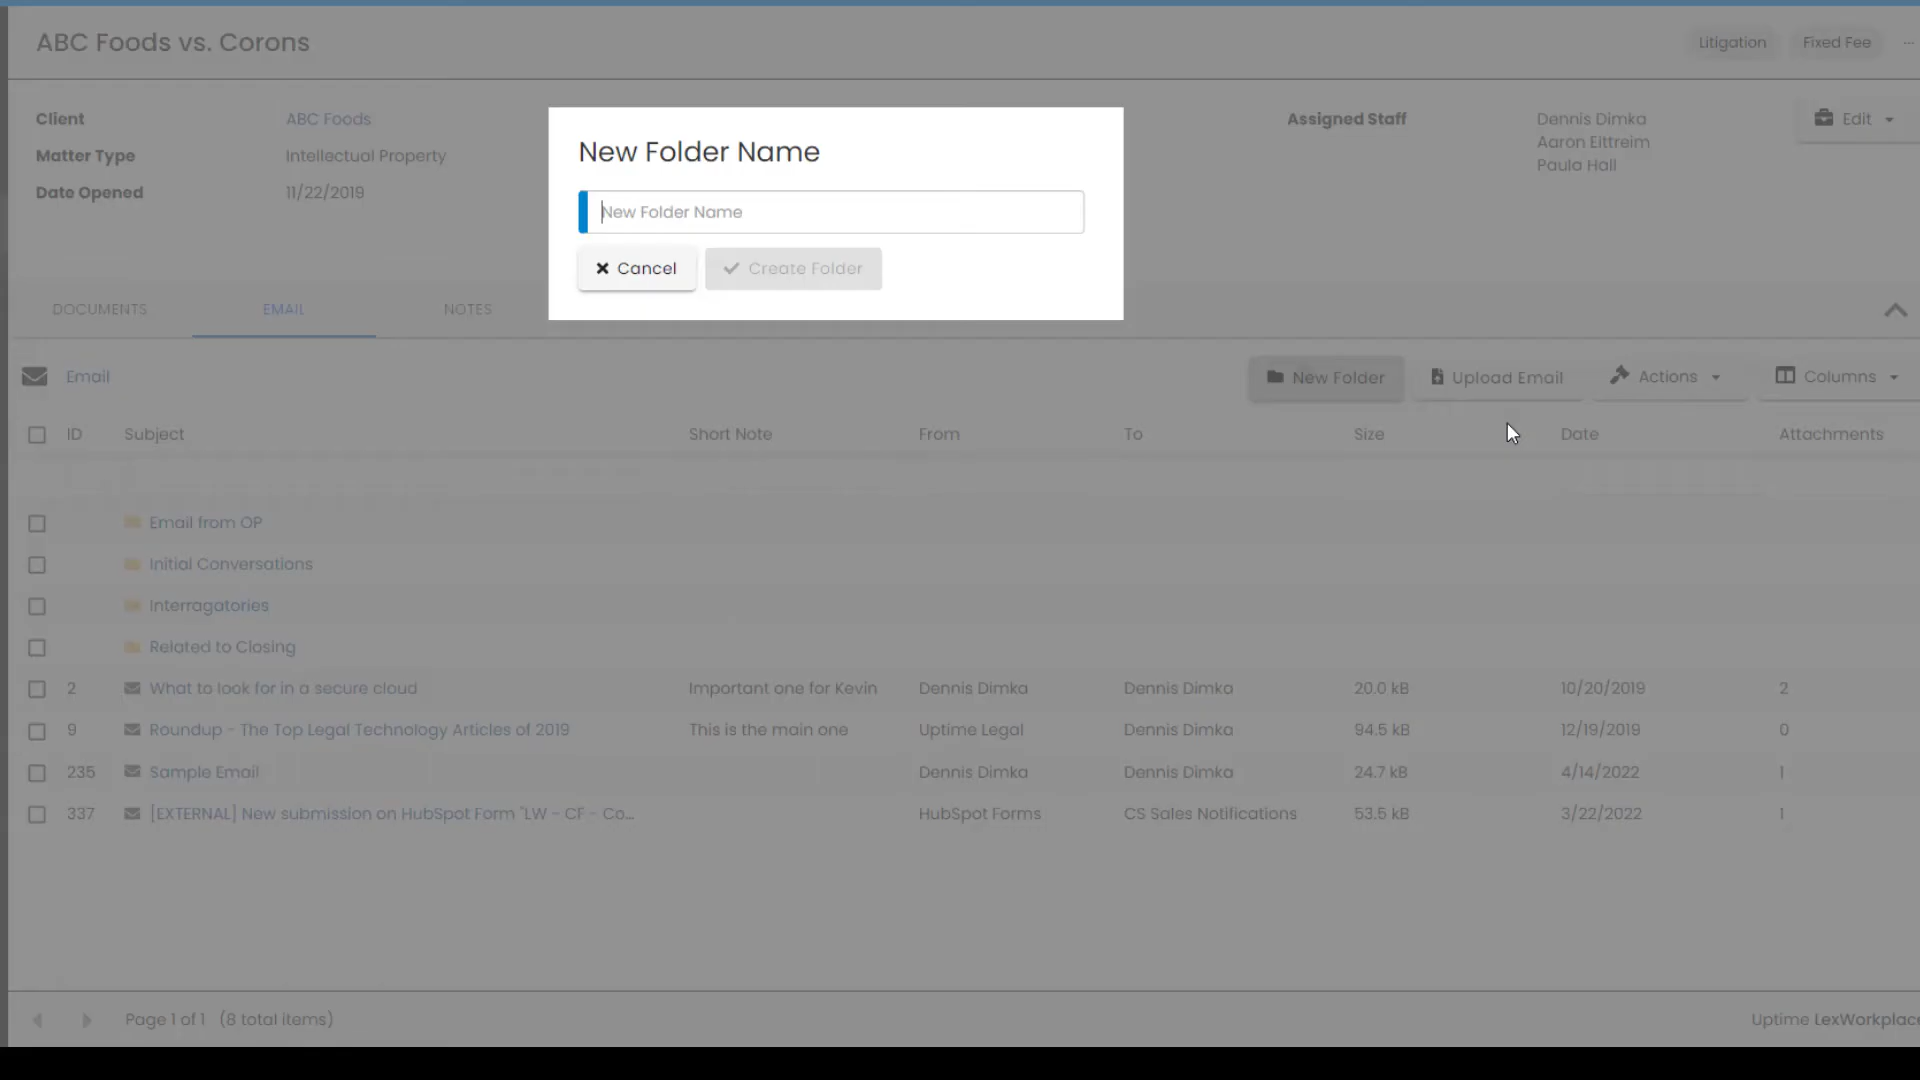 ABC Foods vs. Corons
Litigation Fixed Fee ...
Client ABC Foods
Matter Type Intellectual Property
Date Opened 11/22/2019
New Folder Name
New Folder Name
Cancel Create Folder
Assigned Staff Dennis Dimka
Aaron Eittreim
Paula Hall
Edit
DOCUMENTS EMAIL NOTES
Email New Folder Upload Email Actions Columns
ID Subject Short Note From To Size Date Attachments
Email from OP
Initial Conversations
Interragatories
Related to Closing
2 What to look for in a secure cloud Important one for Kevin Dennis Dimka Dennis Dimka 20.0 kB 10/20/2019 2
9 Roundup - The Top Legal Technology Articles of 2019 This is the main one Uptime Legal Dennis Dimka 94.5 kB 12/19/2019 0
235 Sample Email Dennis Dimka Dennis Dimka 24.7 kB 4/14/2022 1
337 [EXTERNAL] New submission on HubSpot Form "LW - CF - Co... HubSpot Forms CS Sales Notifications 53.5 kB 3/22/2022 1
Page 1 of 1 (8 total items) Uptime LexWorkplace